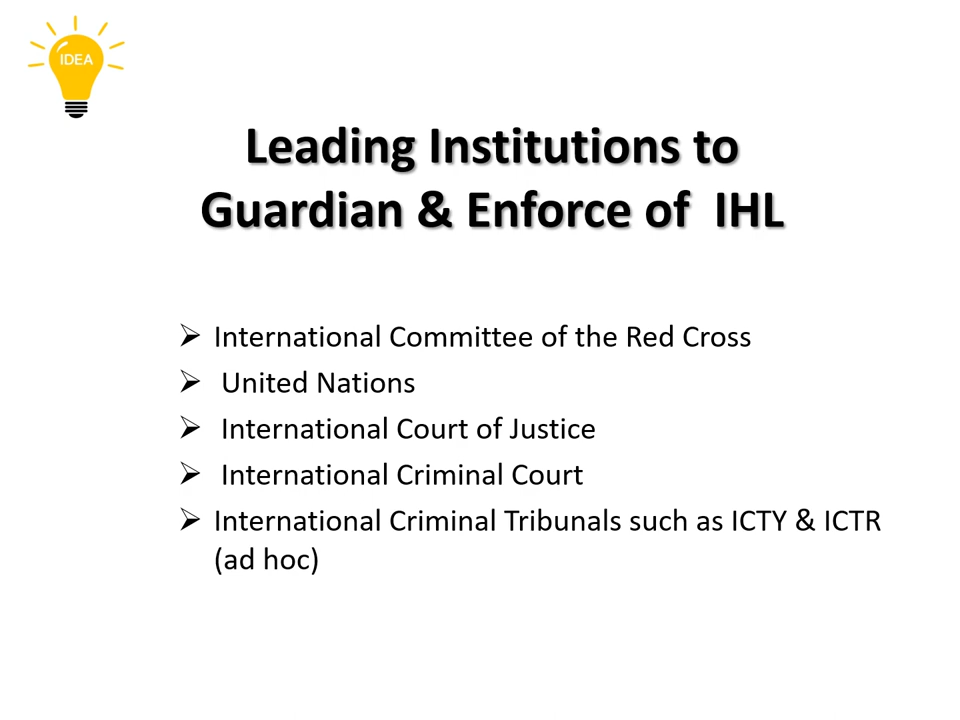 IDEA
Leading Institutions to
Guardian & Enforce of  IHL
➢ International Committee of the Red Cross
➢  United Nations
➢  International Court of Justice
➢  International Criminal Court
➢ International Criminal Tribunals such as ICTY & ICTR
(ad hoc)